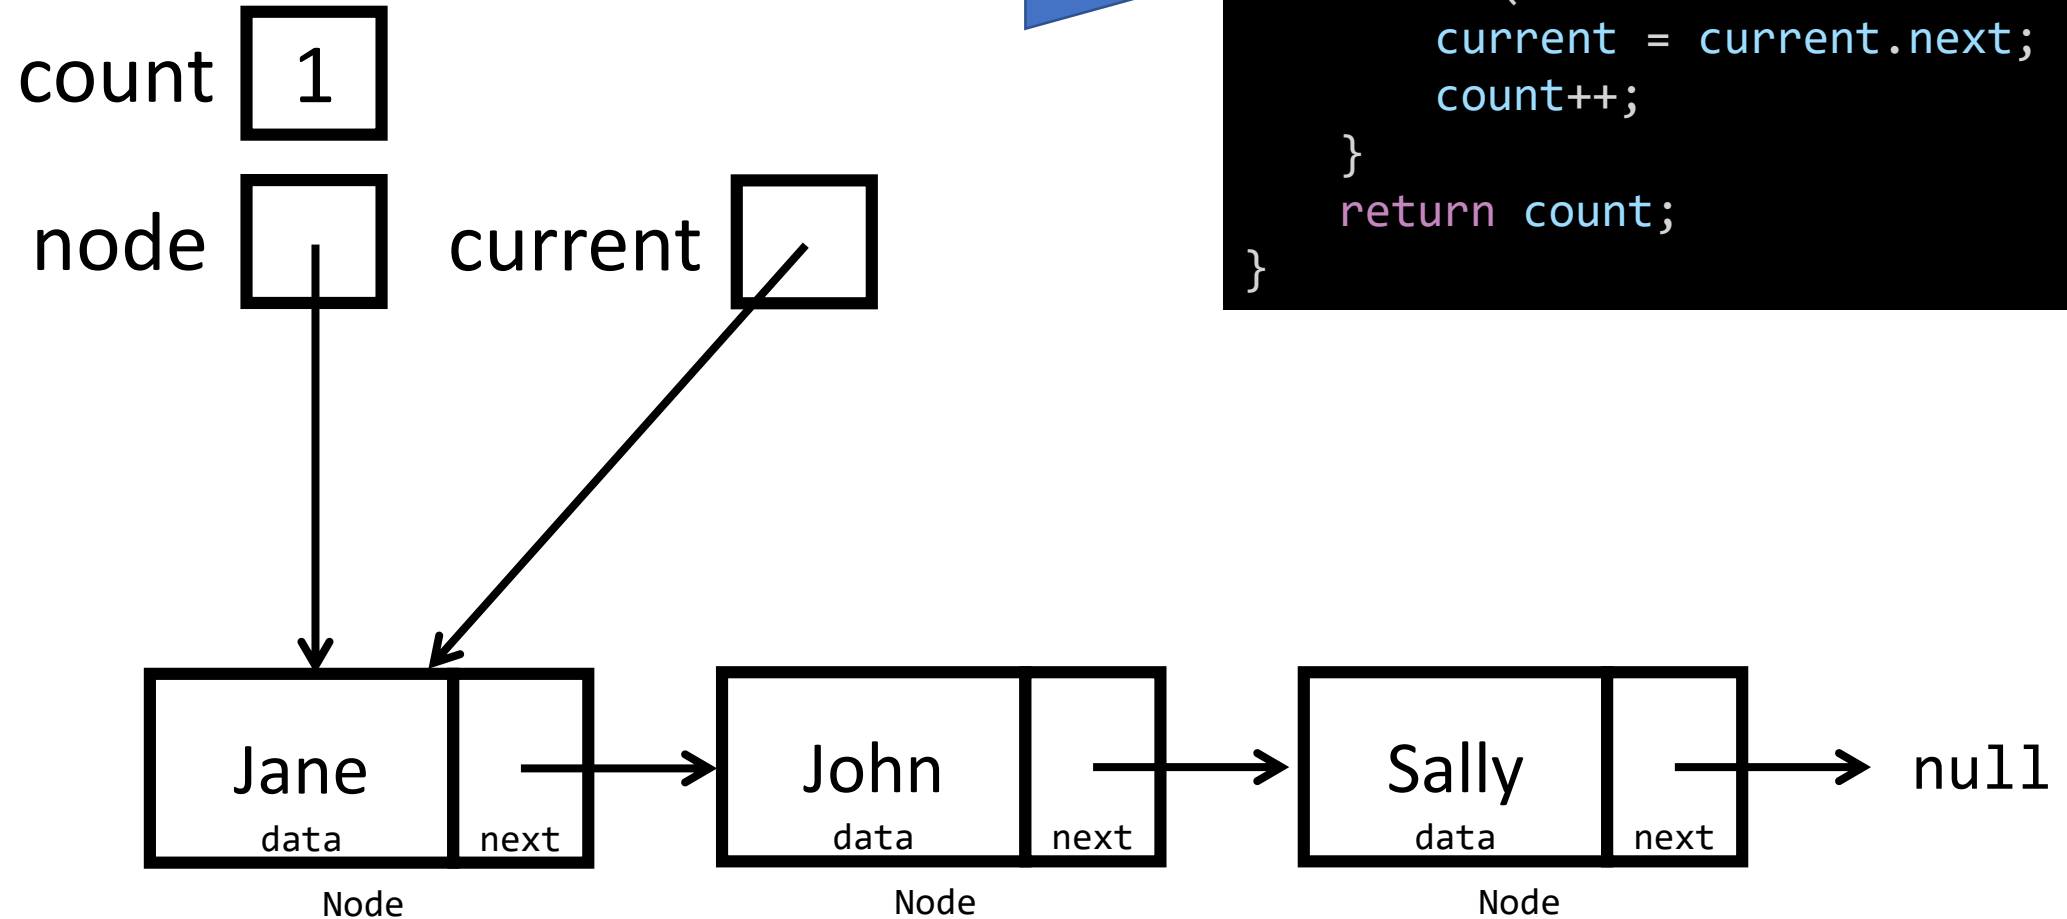 count 1
node
current
current = current.next;
count++;
}
return count;
}
Jane
data
next
Node
John
data
next
Node
Sally
data
next
Node
null